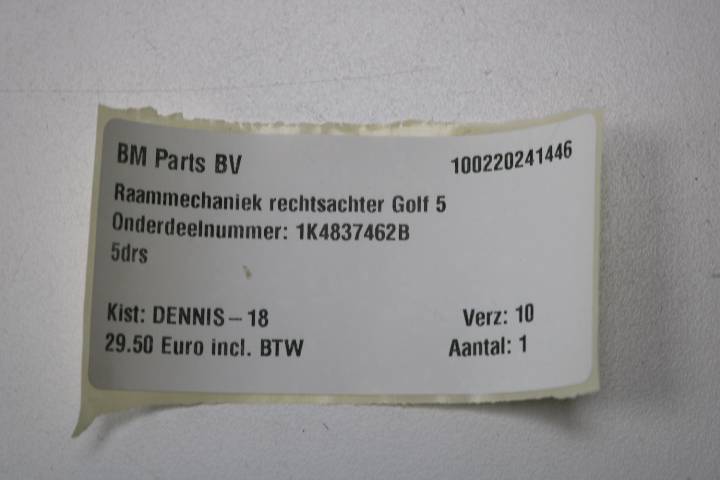 BM Parts BV 100220241446
Raammechaniek rechtsachter Golf 5
Onderdeelnummer: 1K4837462B
5drs
Kist: DENNIS-18 Verz: 10
29.50 Euro incl. BTW Aantal: 1